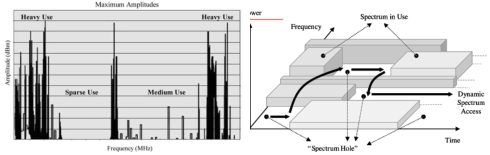 Maximum Amplitudes
Heavy Use
Heavy Use
Sparse Use
Medium Use
Amplitude (dBm)
Frequency (MHz)
ower
Frequency
Spectrum in Use
Dynamic
Spectrum
Access
"Spectrum Hole"
Time